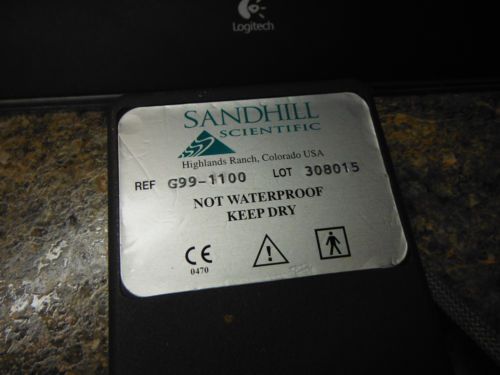 Logitech
SANDHILL
SCIENTIFIC
Highlands Ranch, Colorado USA
REF G99-1100 LOT 308015
NOT WATERPROOF
KEEP DRY
CE
0470